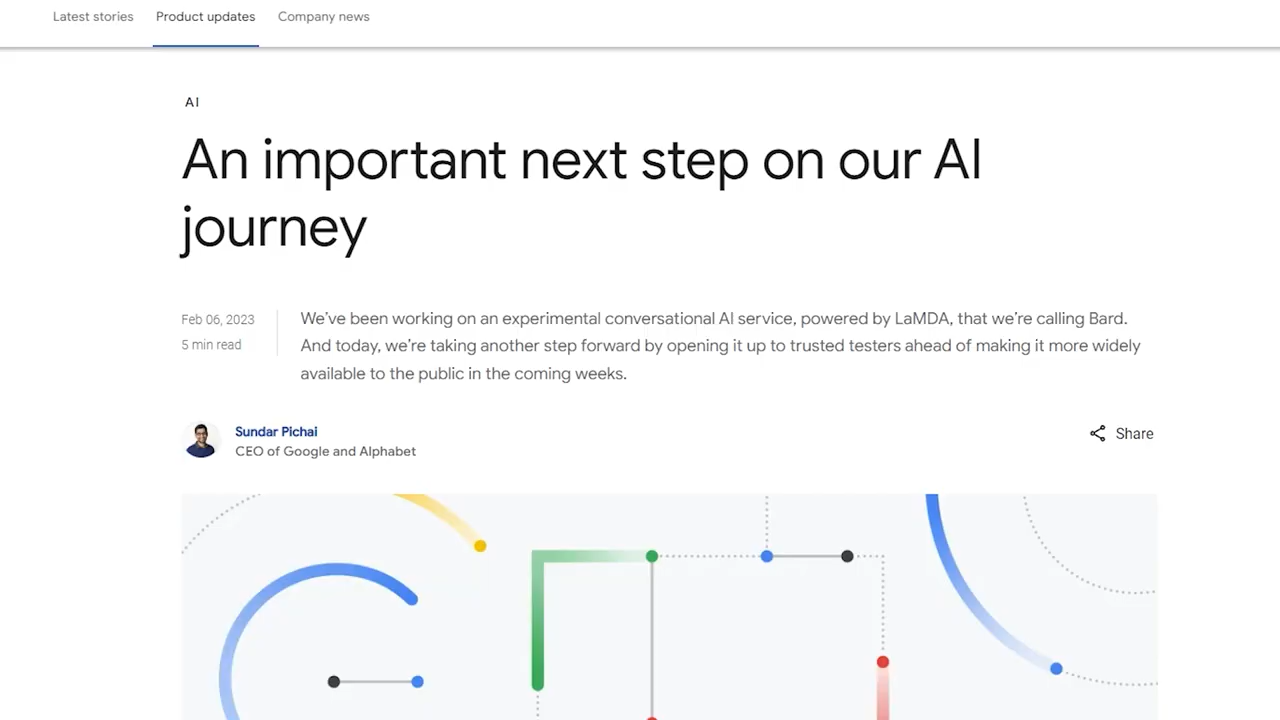 Latest stories Product updates Company news
AI
An important next step on our AI
journey
Feb 06, 2023
5 min read
We’ve been working on an experimental conversational AI service, powered by LaMDA, that we’re calling Bard.
And today, we’re taking another step forward by opening it up to trusted testers ahead of making it more widely
available to the public in the coming weeks.
Sundar Pichai
CEO of Google and Alphabet
Share